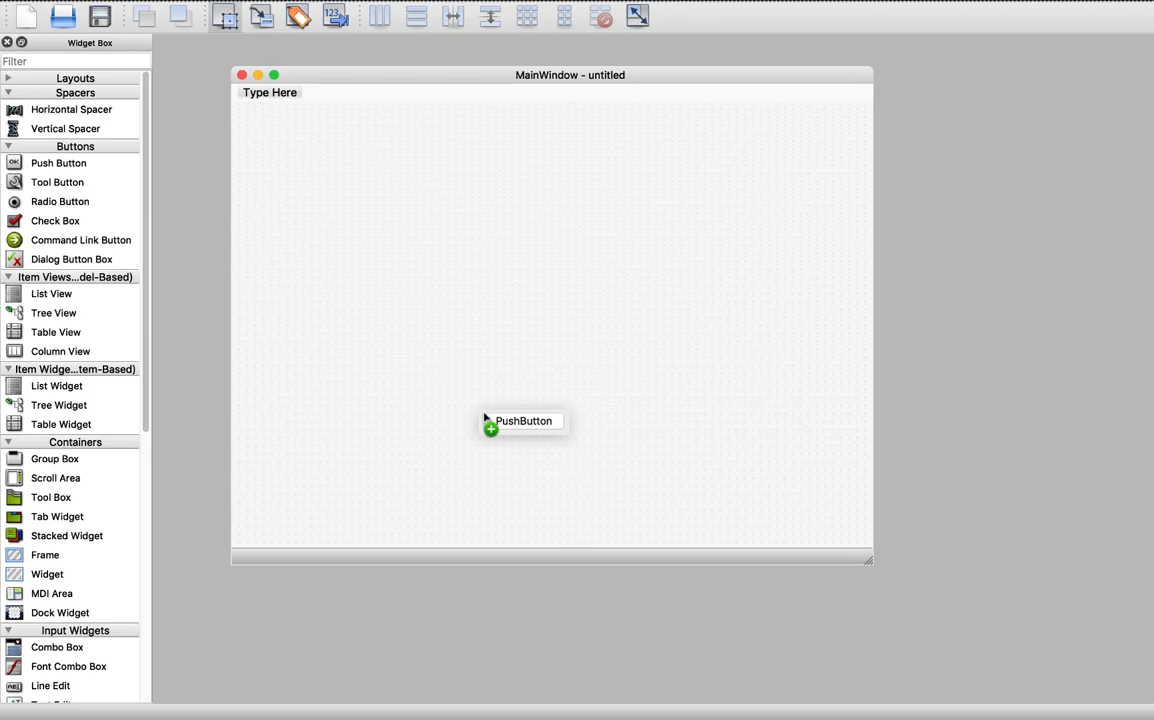 123
Widget Box
Filter
Layouts
Spacers
Horizontal Spacer
Vertical Spacer
Buttons
OK Push Button
Tool Button
Radio Button
Check Box
Command Link Button
Dialog Button Box
Item Views...del-Based)
List View
Tree View
Table View
Column View
Item Widge...tem-Based)
List Widget
Tree Widget
Table Widget
Containers
Group Box
Scroll Area
Tool Box
Tab Widget
Stacked Widget
Frame
Widget
MDI Area
Dock Widget
Input Widgets
Combo Box
Font Combo Box
ABI Line Edit
MainWindow - untitled
Type Here
PushButton